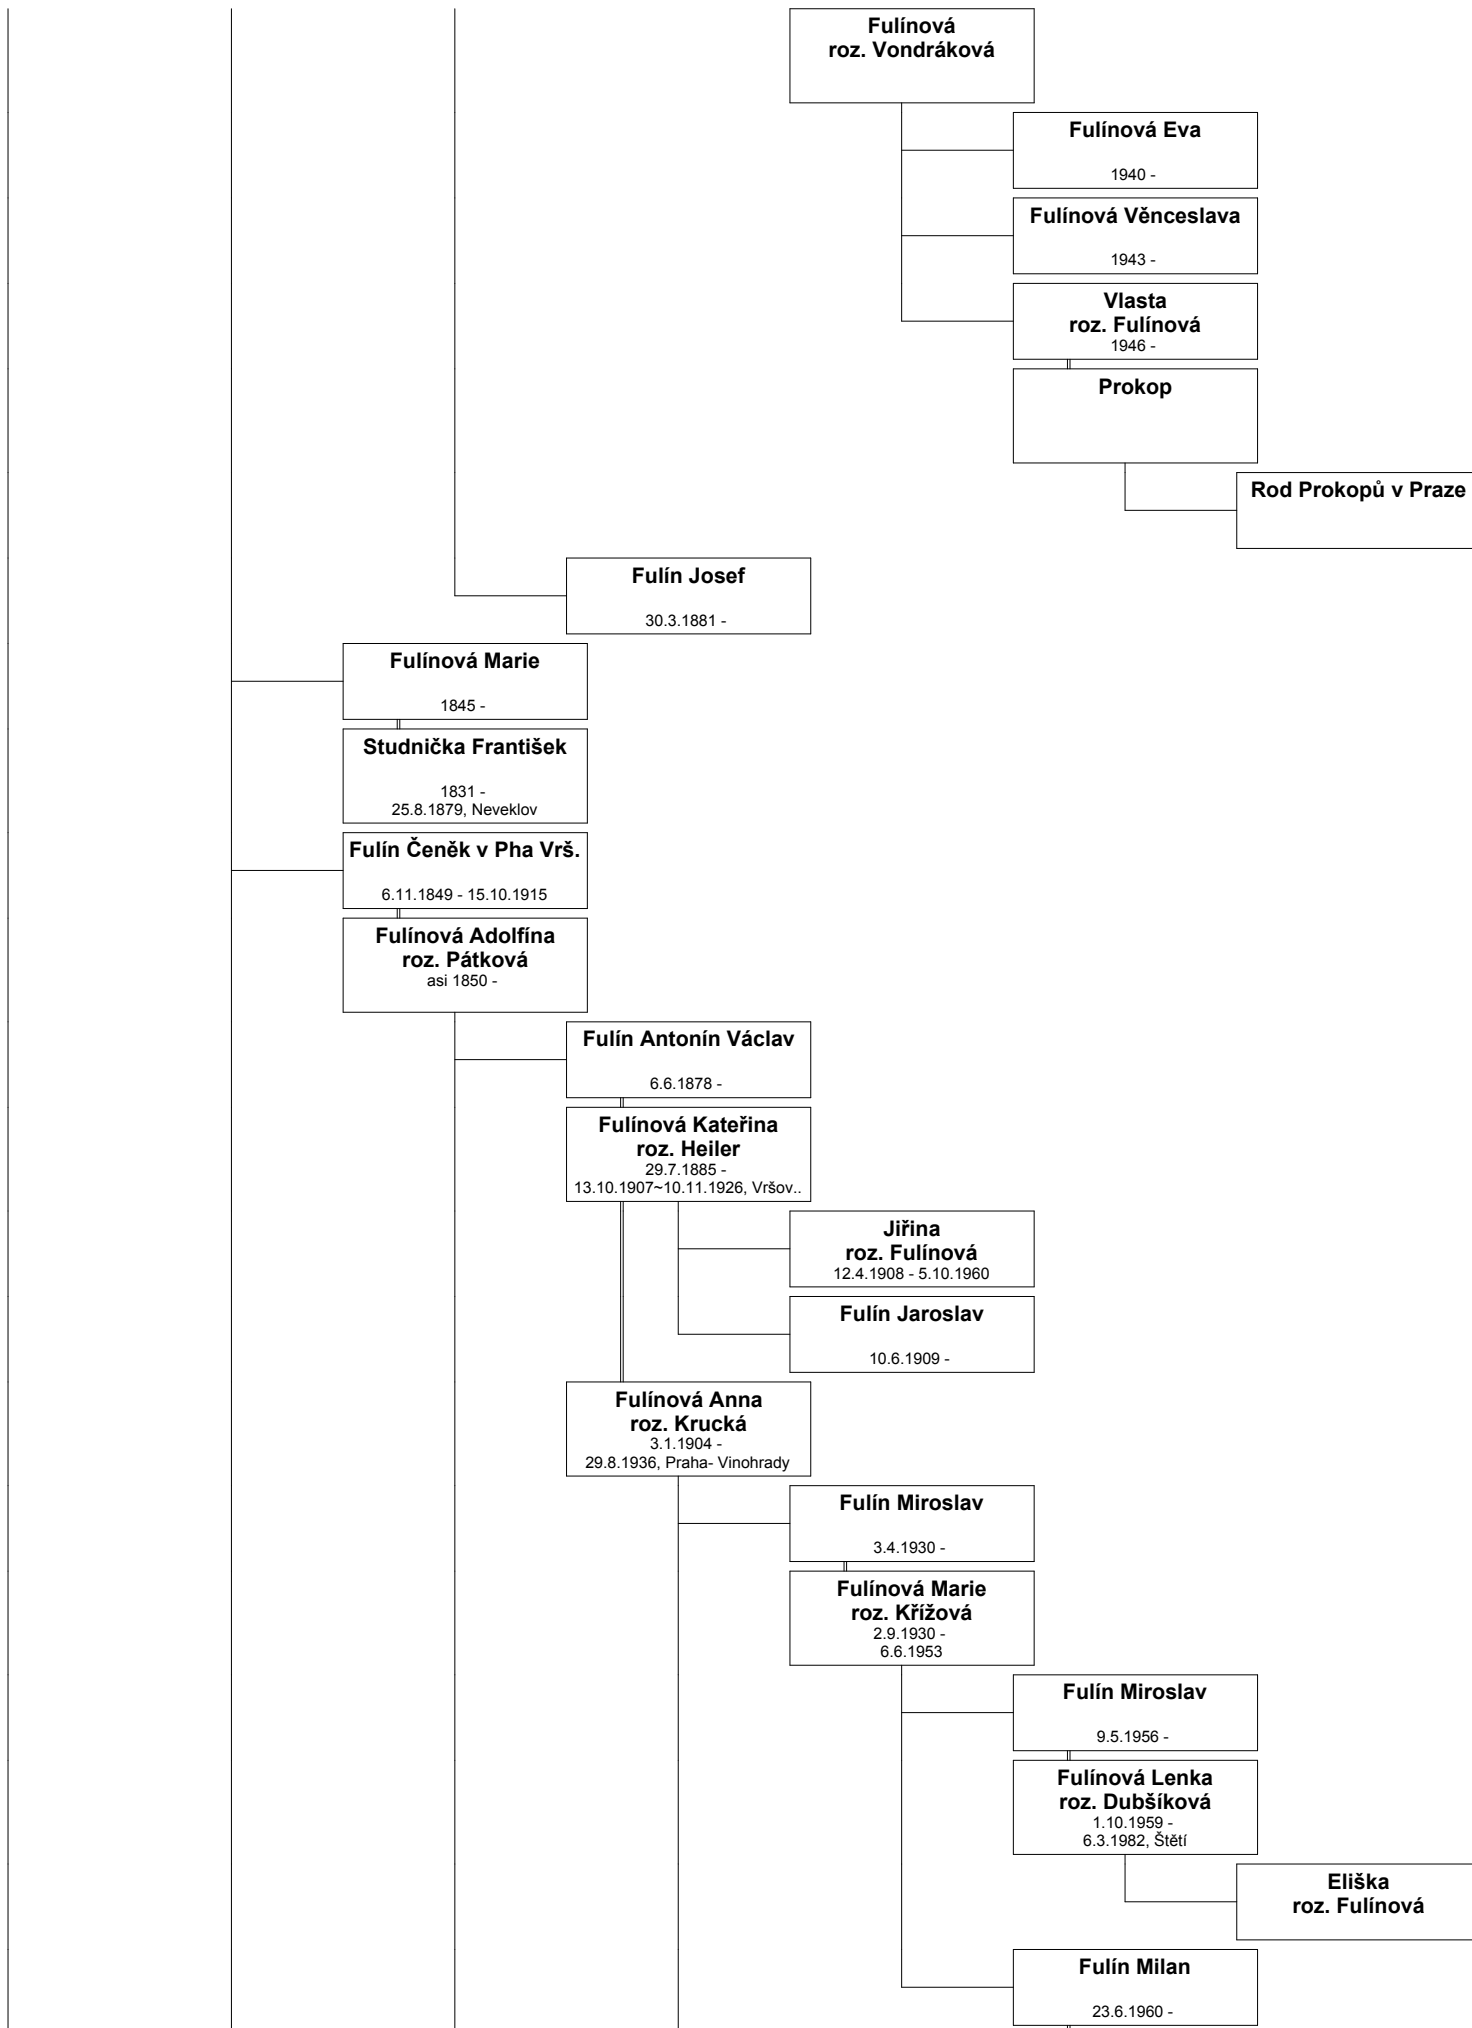 Fulínová
roz. Vondráková
Fulínová Eva
1940 -
Fulínová Věnceslava
1943 -
Vlasta
roz. Fulínová
1946 -
Prokop
Rod Prokopů v Praze
Fulín Josef
30.3.1881 -
Fulínová Marie
1845 -
Studnička František
1831 -
25.8.1879, Neveklov
Fulín Čeněk v Pha Vrš.
6.11.1849 - 15.10.1915
Fulínová Adolfína
roz. Pátková
asi 1850 -
Fulín Antonín Václav
6.6.1878 -
Fulínová Kateřina
roz. Heiler
29.7.1885 -
13.10.1907~10.11.1926, Vršov..
Jiřina
roz. Fulínová
12.4.1908 - 5.10.1960
Fulín Jaroslav
10.6.1909 -
Fulínová Anna
roz. Krucká
3.1.1904 -
29.8.1936, Praha- Vinohrady
Fulín Miroslav
3.4.1930 -
Fulínová Marie
roz. Křížová
2.9.1930 -
6.6.1953
Fulín Miroslav
9.5.1956 -
Fulínová Lenka
roz. Dubšíková
1.10.1959 -
6.3.1982, Štětí
Eliška
roz. Fulínová
Fulín Milan
23.6.1960 -